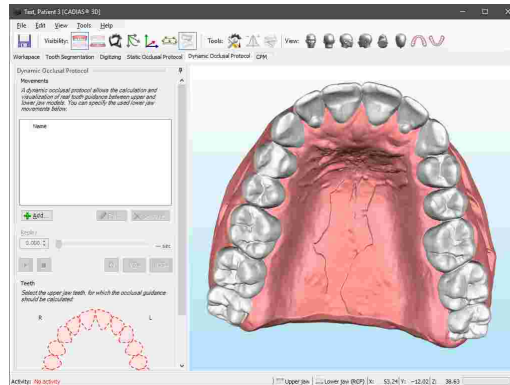 Test, Patient 3 [CADIAS® 3D]
File Edit View Tools Help
Visibility: Tools: View:
Workspace Tooth Segmentation Digitizing Static Occlusal Protocol Dynamic Occlusal Protocol CPM
Dynamic Occlusal Protocol
Movements
A dynamic occlusal protocol allows the calculation and
visualization of real tooth guidance between upper and
lower jaw models. You can specify the used lower jaw
movements below.
Name
Add...
Replay
0.000
sec
Teeth
Select the upper jaw teeth, for which the occlusal guidance
should be calculated:
R L
Activity: No activity
Upper jaw Lower jaw (RCP) X: 53.24 Y: -12.02 Z: 38.63